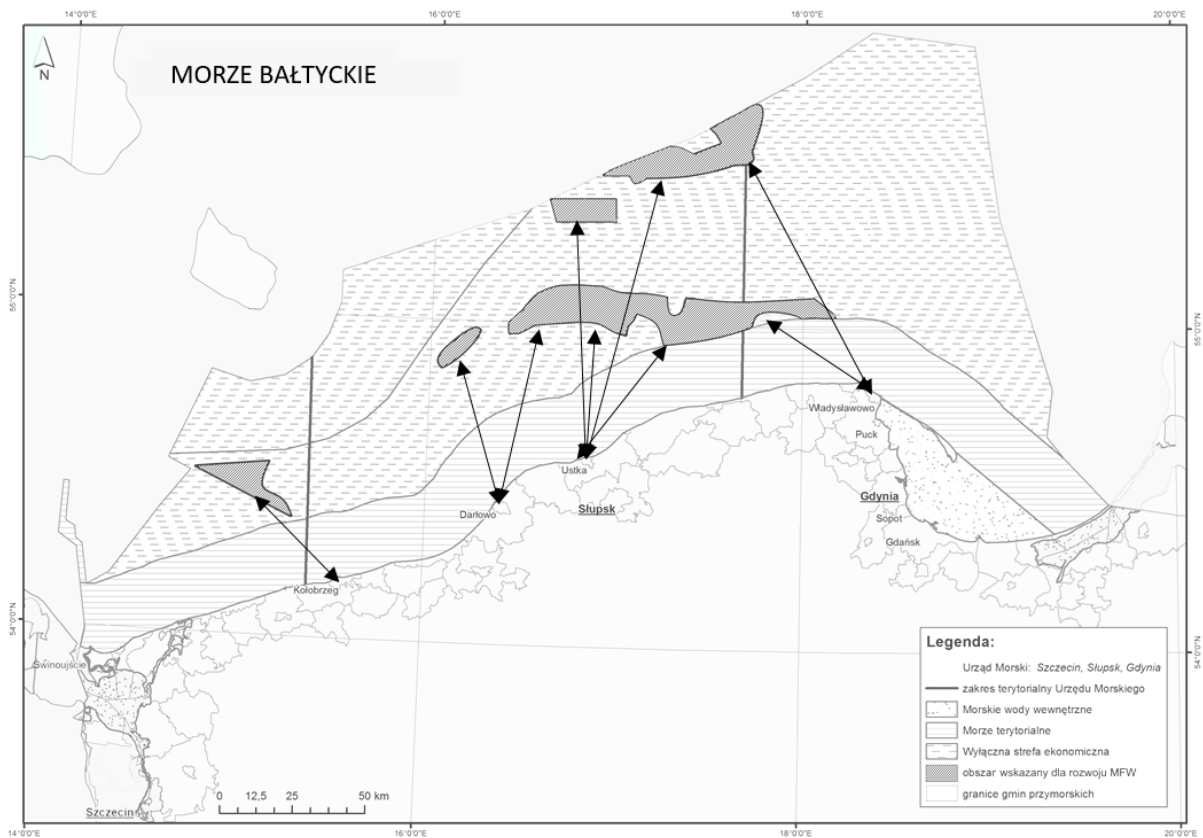 14°0'0"E
16°0'0"E
18°0'0"E
20°0'0"E
N
MORZE BAŁTYCKIE
55°0'0"N
55°0'0"N
Władysławowo
Puck
Ustka
Gdynia
Słupsk
Darłowo
Sopot
Gdańsk
Kołobrzeg
54°0'0"N
54°0'0"N
Świnoujście
Szczecin
0 12,5 25 50 km
Legenda:
Urząd Morski: Szczecin, Słupsk, Gdynia
zakres terytorialny Urzędu Morskiego
Morskie wody wewnętrzne
Morze terytorialne
Wyłączna strefa ekonomiczna
obszar wskazany dla rozwoju MFW
granice gmin przymorskich
14°0'0"E
16°0'0"E
18°0'0"E
20°0'0"E